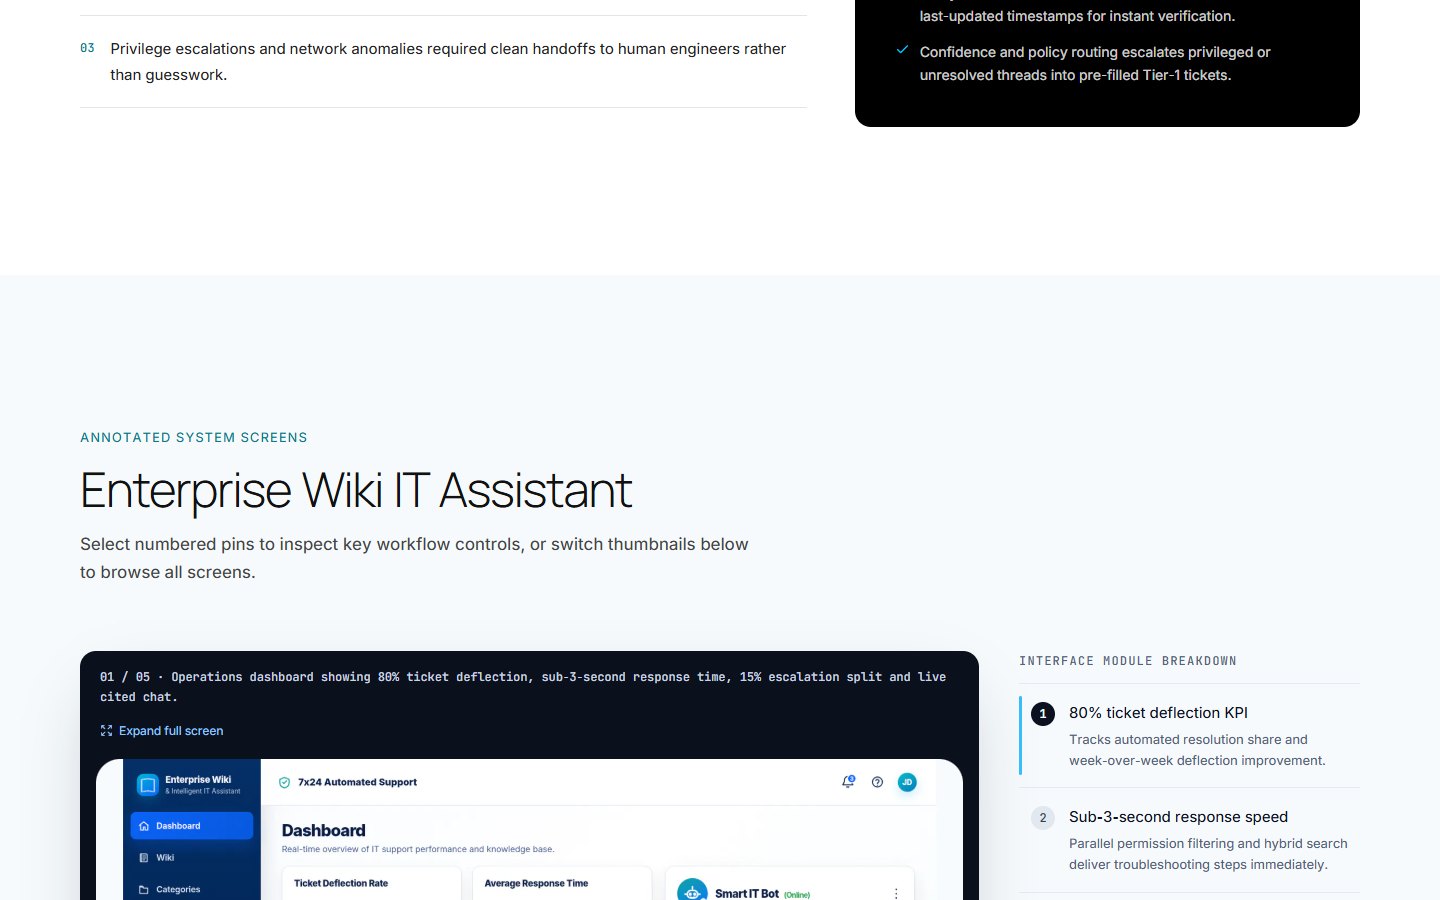 03 Privilege escalations and network anomalies required clean handoffs to human engineers rather
than guesswork.
last-updated timestamps for instant verification.
Confidence and policy routing escalates privileged or
unresolved threads into pre-filled Tier-1 tickets.
ANNOTATED SYSTEM SCREENS
Enterprise Wiki IT Assistant
Select numbered pins to inspect key workflow controls, or switch thumbnails below
to browse all screens.
01 / 05 · Operations dashboard showing 80% ticket deflection, sub-3-second response time, 15% escalation split and live
cited chat.
Expand full screen
Enterprise Wiki
& Intelligent IT Assistant
7x24 Automated Support
JD
Dashboard
Wiki
Categories
Dashboard
Real-time overview of IT support performance and knowledge base.
Ticket Deflection Rate
Average Response Time
Smart IT Bot (Online)
INTERFACE MODULE BREAKDOWN
1 80% ticket deflection KPI
Tracks automated resolution share and
week-over-week deflection improvement.
2 Sub-3-second response speed
Parallel permission filtering and hybrid search
deliver troubleshooting steps immediately.